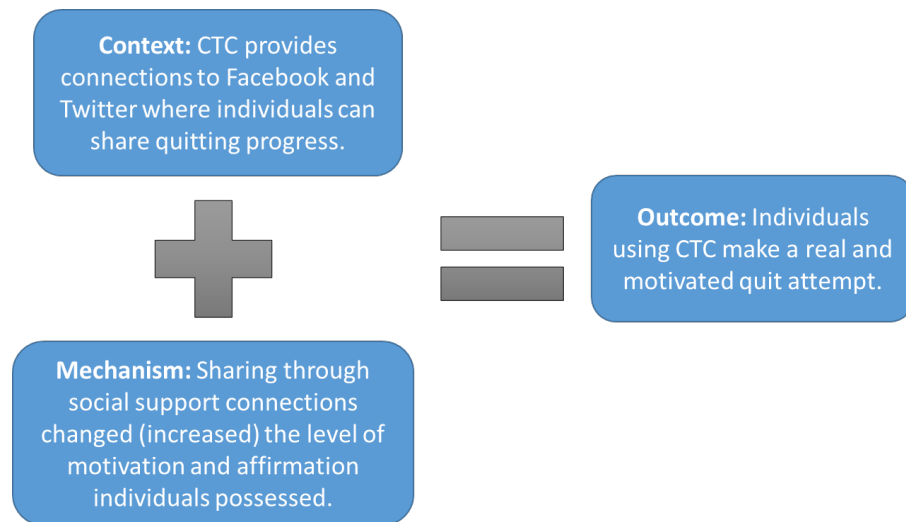 Context: CTC provides
connections to Facebook and
Twitter where individuals can
share quitting progress.
Mechanism: Sharing through
social support connections
changed (increased) the level of
motivation and affirmation
individuals possessed.
Outcome: Individuals
using CTC make a real and
motivated quit attempt.